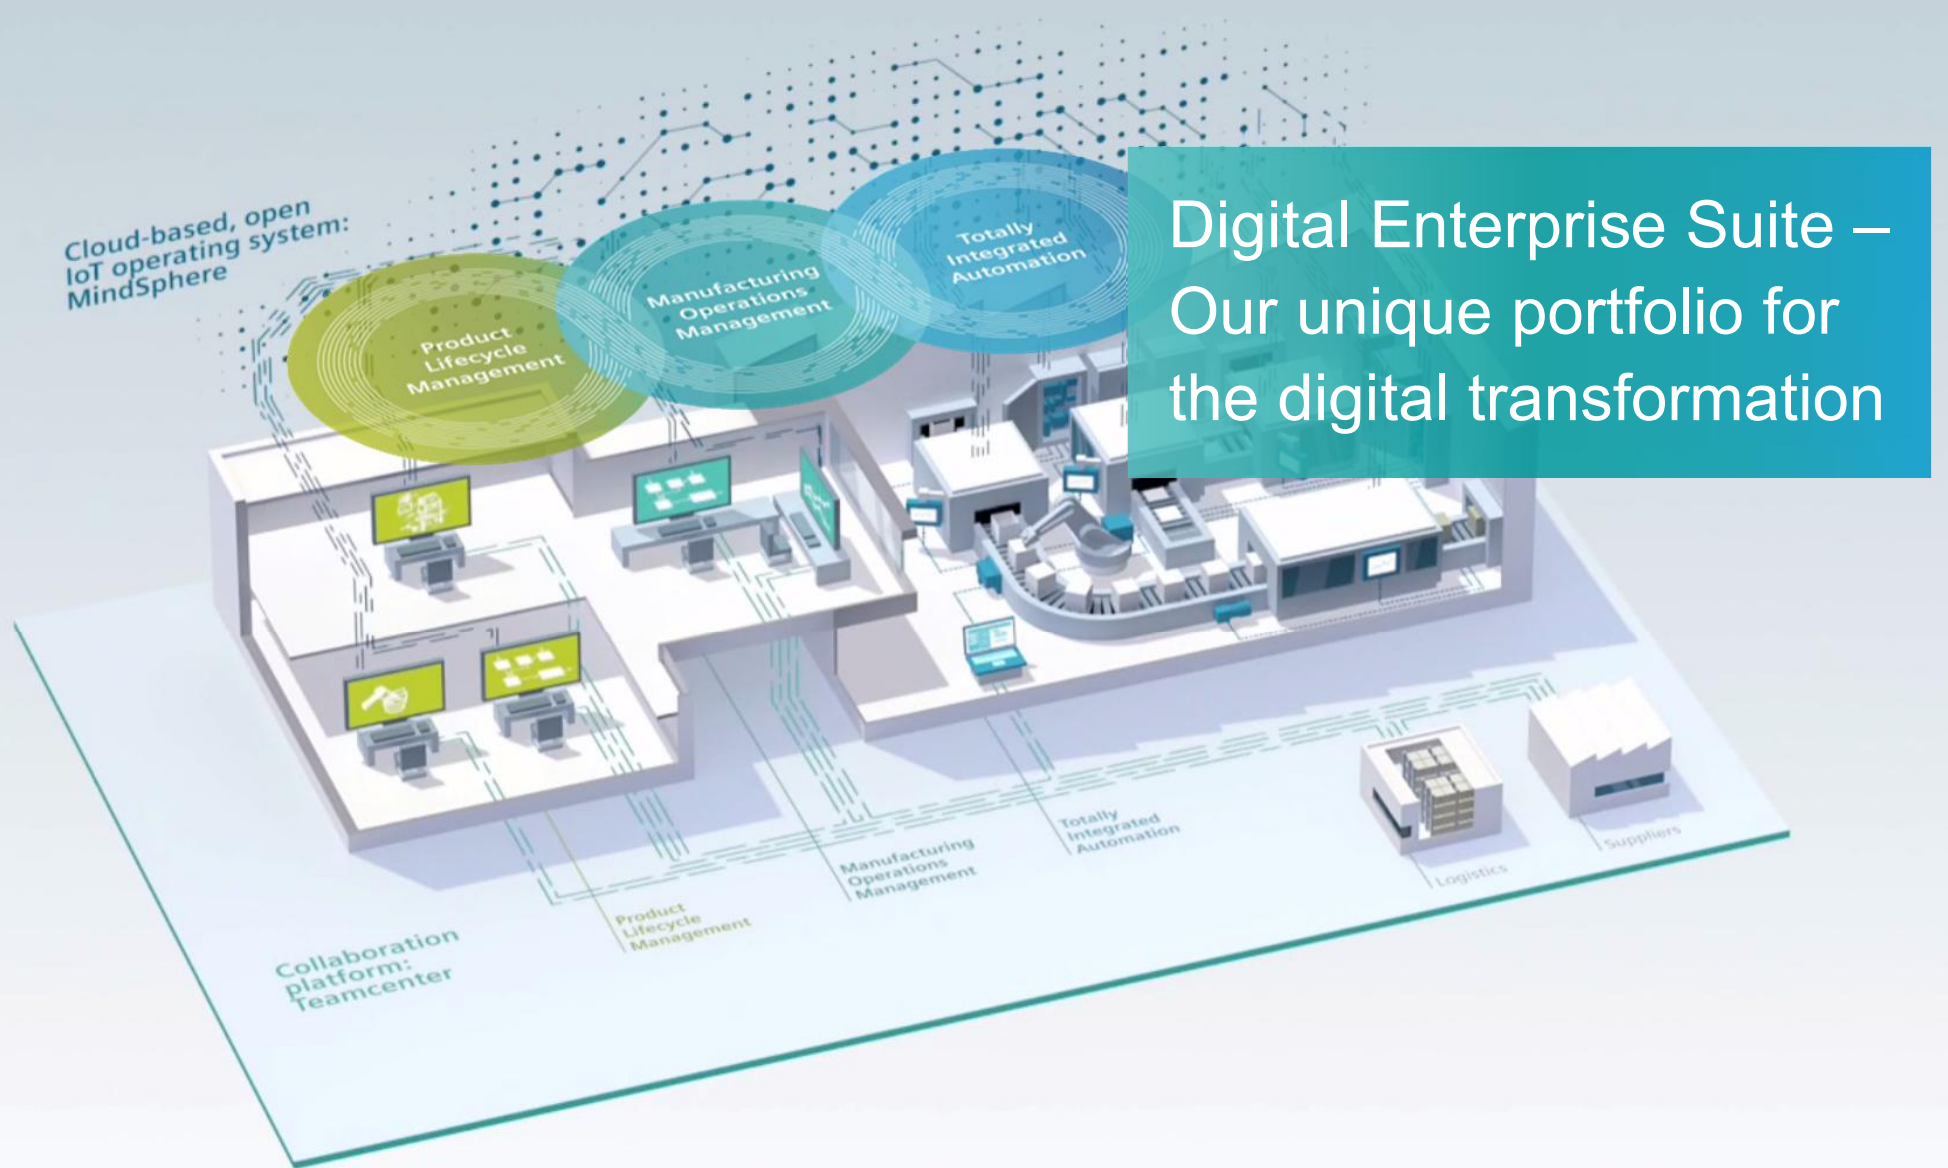 Cloud-based, open
IoT operating system:
MindSphere
Product
Lifecycle
Management
Manufacturing
Operations
Management
Totally
Integrated
Automation
Digital Enterprise Suite –
Our unique portfolio for
the digital transformation
Totally
Integrated
Automation
Manufacturing
Operations
Management
Product
Lifecycle
Management
Logistics
Suppliers
Collaboration
platform:
Teamcenter